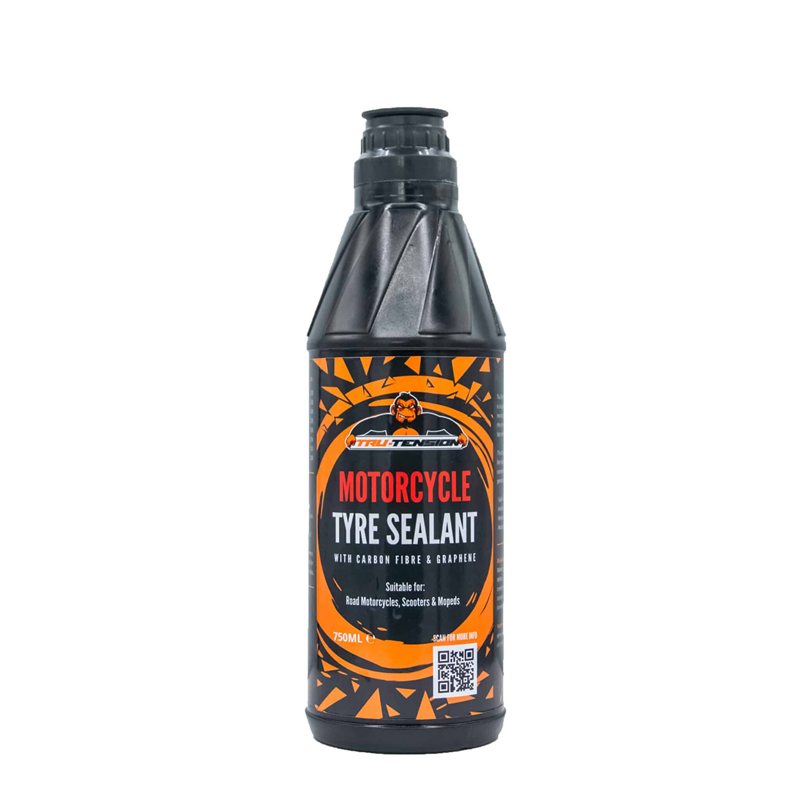 TRU-TENSION
MOTORCYCLE
TYRE SEALANT
WITH CARBON FIBRE & GRAPHENE
Suitable for:
Road Motorcycles, Scooters & Mopeds
750ML ℮
SCAN FOR MORE INFO